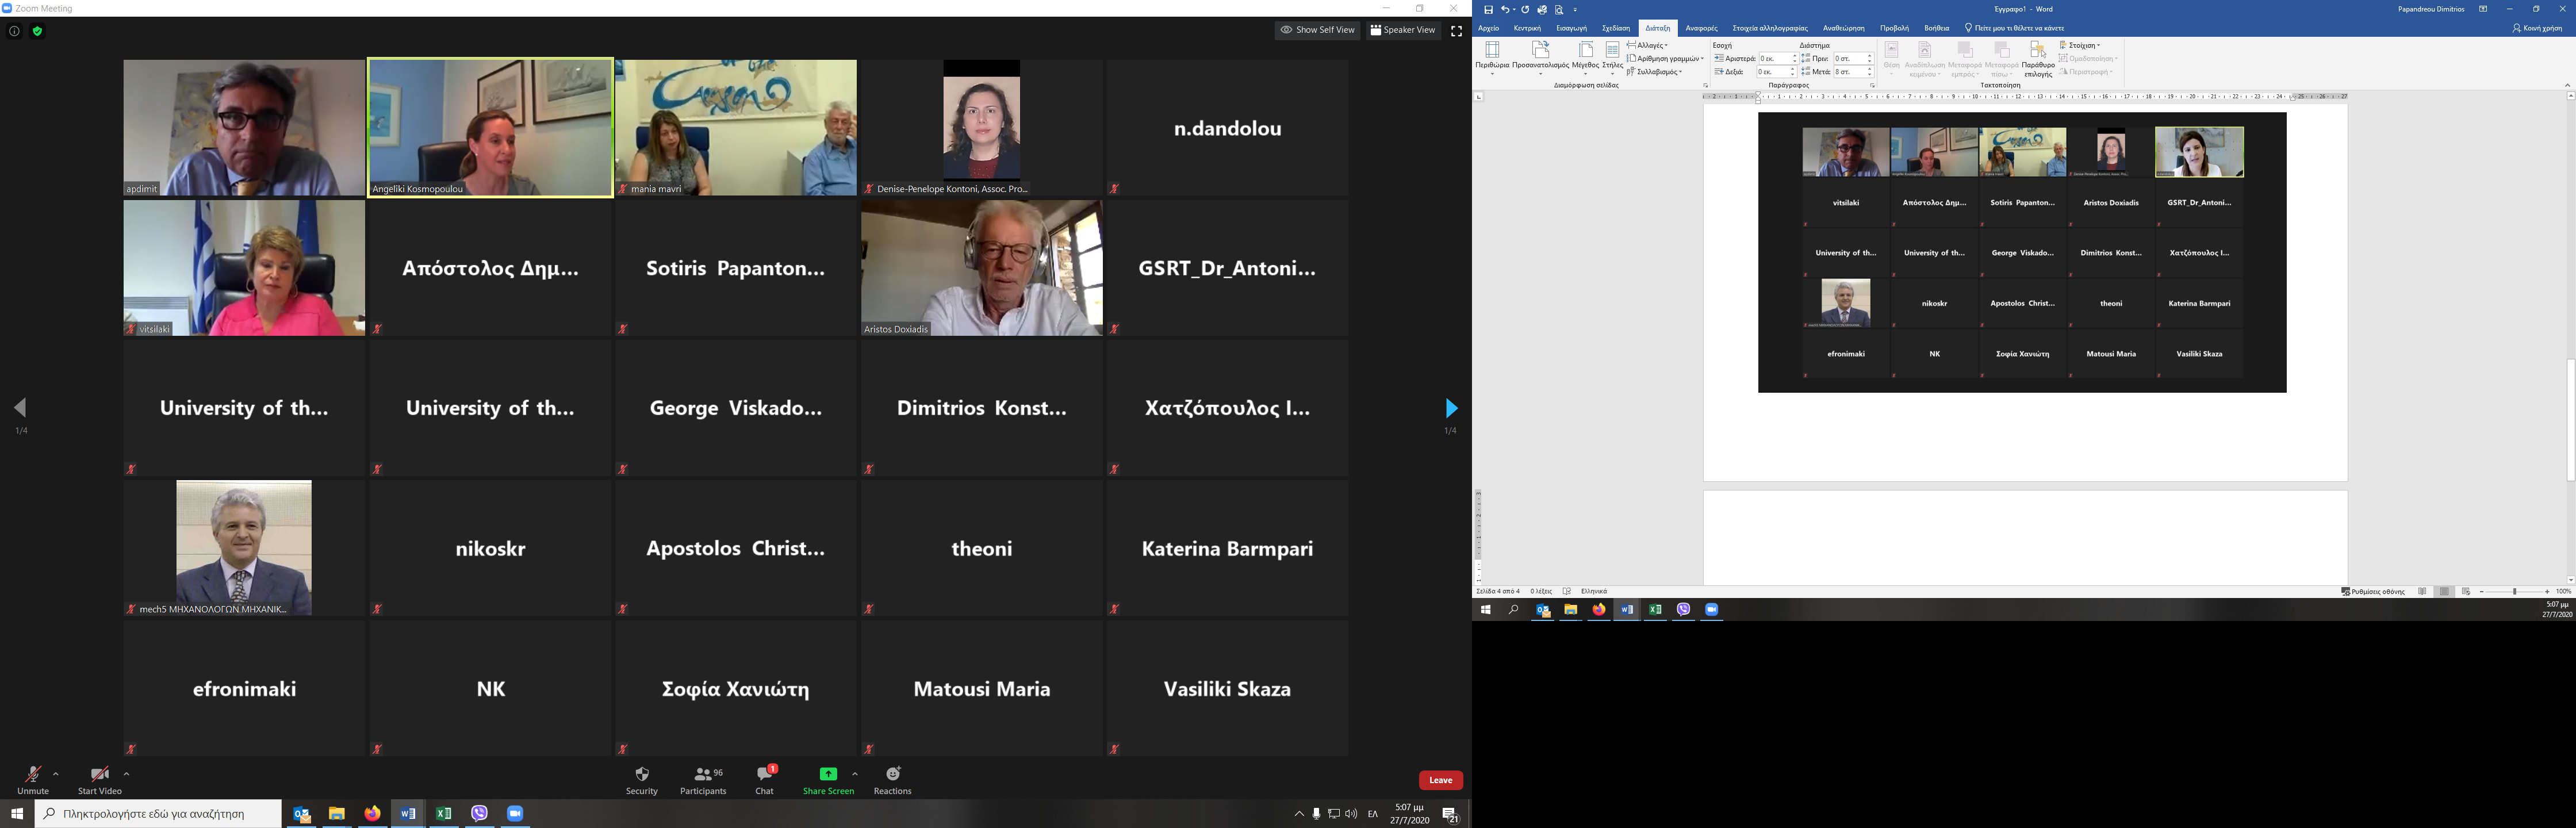 Zoom Meeting
Show Self View
Speaker View
apdimit
Angeliki Kosmopoulou
mania mavri
Denise-Penelope Kontoni, Assoc. Pro...
n.dandolou
vitsilaki
Απόστολος Δημ...
Sotiris Papanton...
Aristos Doxiadis
GSRT_Dr_Antoni...
University of th...
University of th...
George Viskado...
Dimitrios Konst...
Χατζόπουλος Ι...
1/4
1/4
mech5 ΜΗΧΑΝΟΛΟΓΩΝ ΜΗΧΑΝΙΚ...
nikoskr
Apostolos Christ...
theoni
Katerina Barmpari
efronimaki
NK
Σοφία Χανιώτη
Matousi Maria
Vasiliki Skaza
Unmute
Start Video
Security
96
Participants
1
Chat
Share Screen
Reactions
Leave
Πληκτρολογήστε εδώ για αναζήτηση
ΕΛ
5:07 μμ
27/7/2020
21
Έγγραφο1 - Word
Papandreou Dimitrios
Αρχείο Κεντρική Εισαγωγή Σχεδίαση Διάταξη Αναφορές Στοιχεία αλληλογραφίας Αναθεώρηση Προβολή Βοήθεια Πείτε μου τι θέλετε να κάνετε
Κοινή χρήση
Περιθώρια
Προσανατολισμός
Μέγεθος
Στήλες
Αλλαγές
Αρίθμηση γραμμών
Συλλαβισμός
Διαμόρφωση σελίδας
Εσοχή
Αριστερά: 0 εκ.
Δεξιά: 0 εκ.
Διάστημα
Πριν: 0 στ.
Μετά: 8 στ.
Παράγραφος
Θέση
Αναδίπλωση κειμένου
Μεταφορά εμπρός
Μεταφορά πίσω
Παράθυρο επιλογής
Στοίχιση
Ομαδοποίηση
Περιστροφή
Τακτοποίηση
vitsilaki
Απόστολος Δημ...
Sotiris Papanton...
Aristos Doxiadis
GSRT_Dr_Antoni...
University of th...
University of th...
George Viskado...
Dimitrios Konst...
Χατζόπουλος Ι...
nikoskr
Apostolos Christ...
theoni
Katerina Barmpari
efronimaki
NK
Σοφία Χανιώτη
Matousi Maria
Vasiliki Skaza
Σελίδα 4 από 4
0 λέξεις
Ελληνικά
Ρυθμίσεις οθόνης
100%
5:07 μμ
27/7/2020